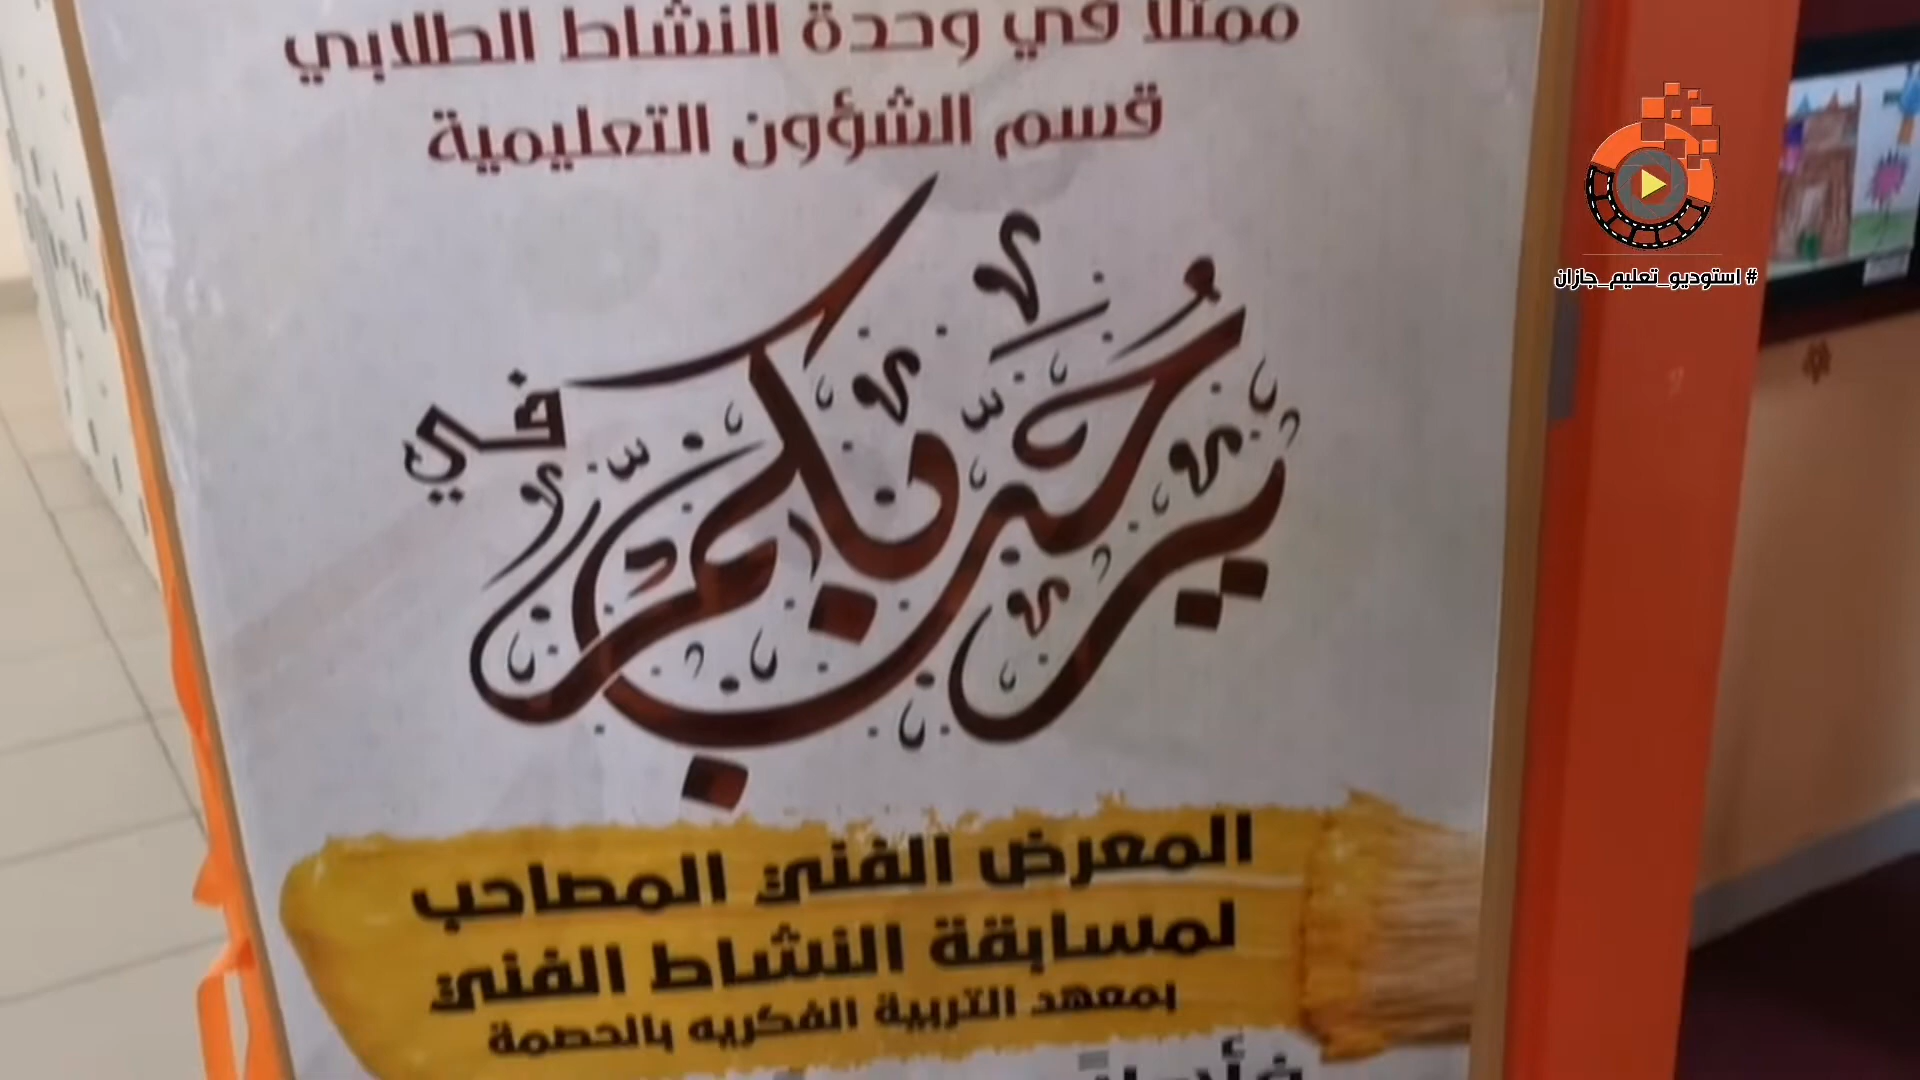 ممثلا في وحدة النشاط الطلابي
قسم الشؤون التعليمية
# استوديو_تعليم_جازان
يرحب بكم
في
المعرض الفني المصاحب
لمسابقة النشاط الفني
بمعهد التربية الفكريه بالحصمة